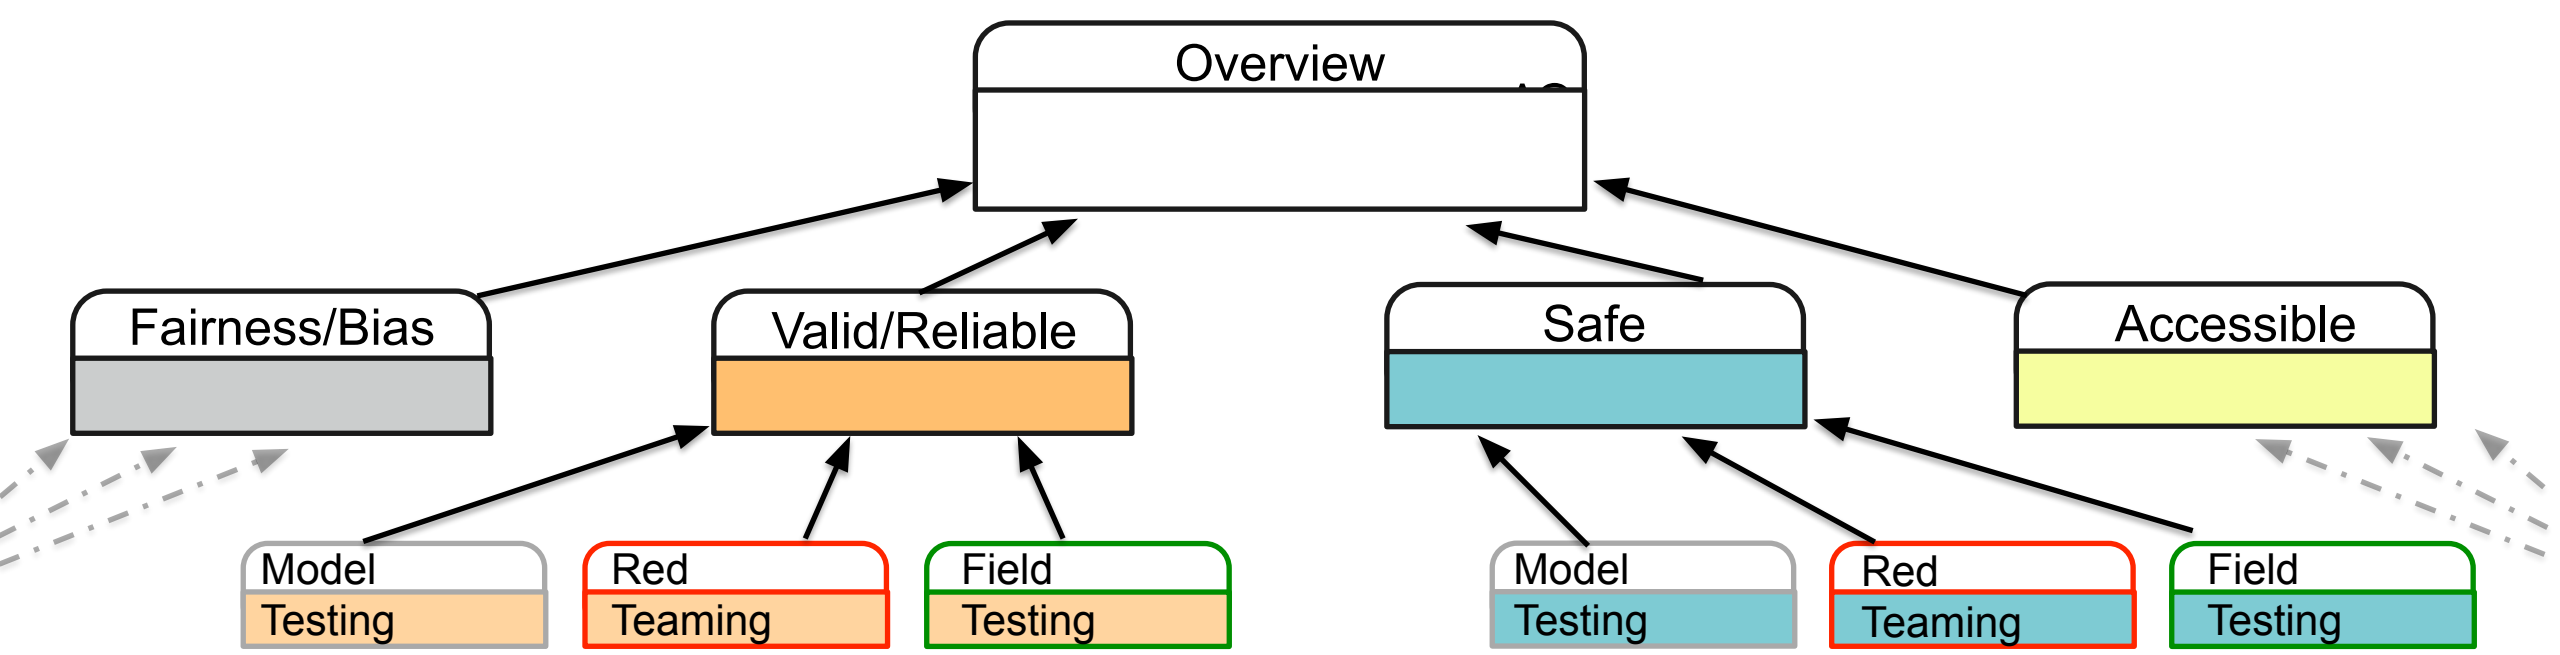 Overview
Fairness/Bias
Valid/Reliable
Safe
Accessible
Model
Testing
Red
Teaming
Field
Testing
Model
Testing
Red
Teaming
Field
Testing